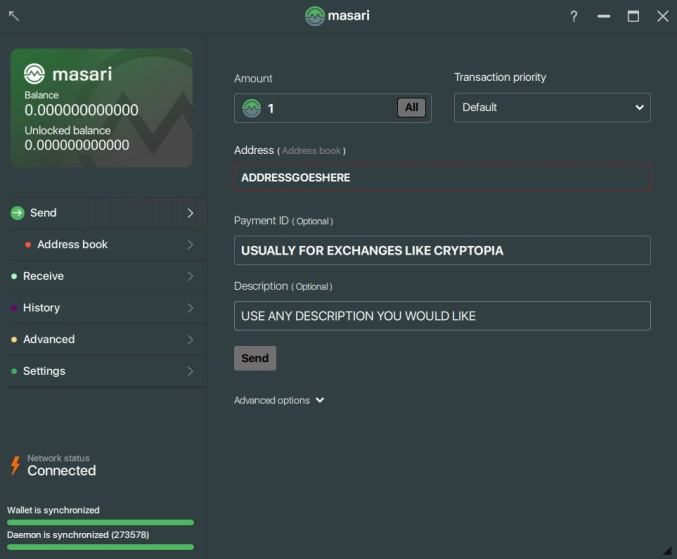 masari
?
masari
Balance
0.000000000000
Unlocked balance
0.000000000000
Send
Address book
Receive
History
Advanced
Settings
Network status
Connected
Wallet is synchronized
Daemon is synchronized (273578)
Amount
1
All
Transaction priority
Default
Address ( Address book )
ADDRESSGOESHERE
Payment ID ( Optional )
USUALLY FOR EXCHANGES LIKE CRYPTOPIA
Description ( Optional )
USE ANY DESCRIPTION YOU WOULD LIKE
Send
Advanced options